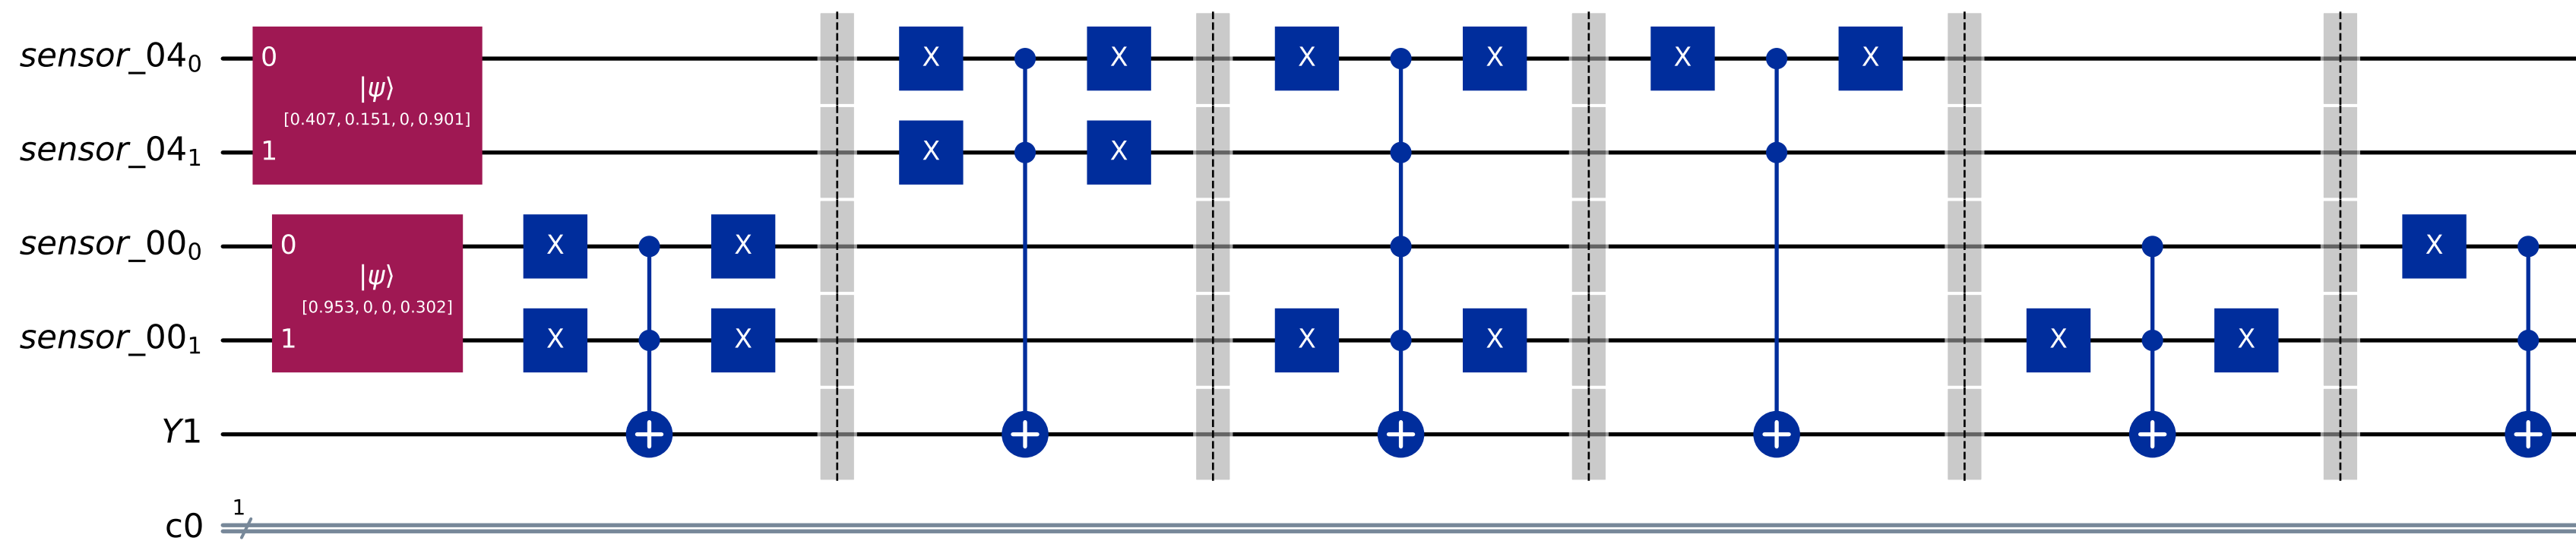 sensor_04₀ 0 X X X X X X
|ψ⟩
[0.407, 0.151, 0, 0.901]
sensor_04₁ 1 X X
sensor_00₀ 0 X X X
|ψ⟩
[0.953, 0, 0, 0.302]
sensor_00₁ 1 X X X X X X
Y1
1
c0